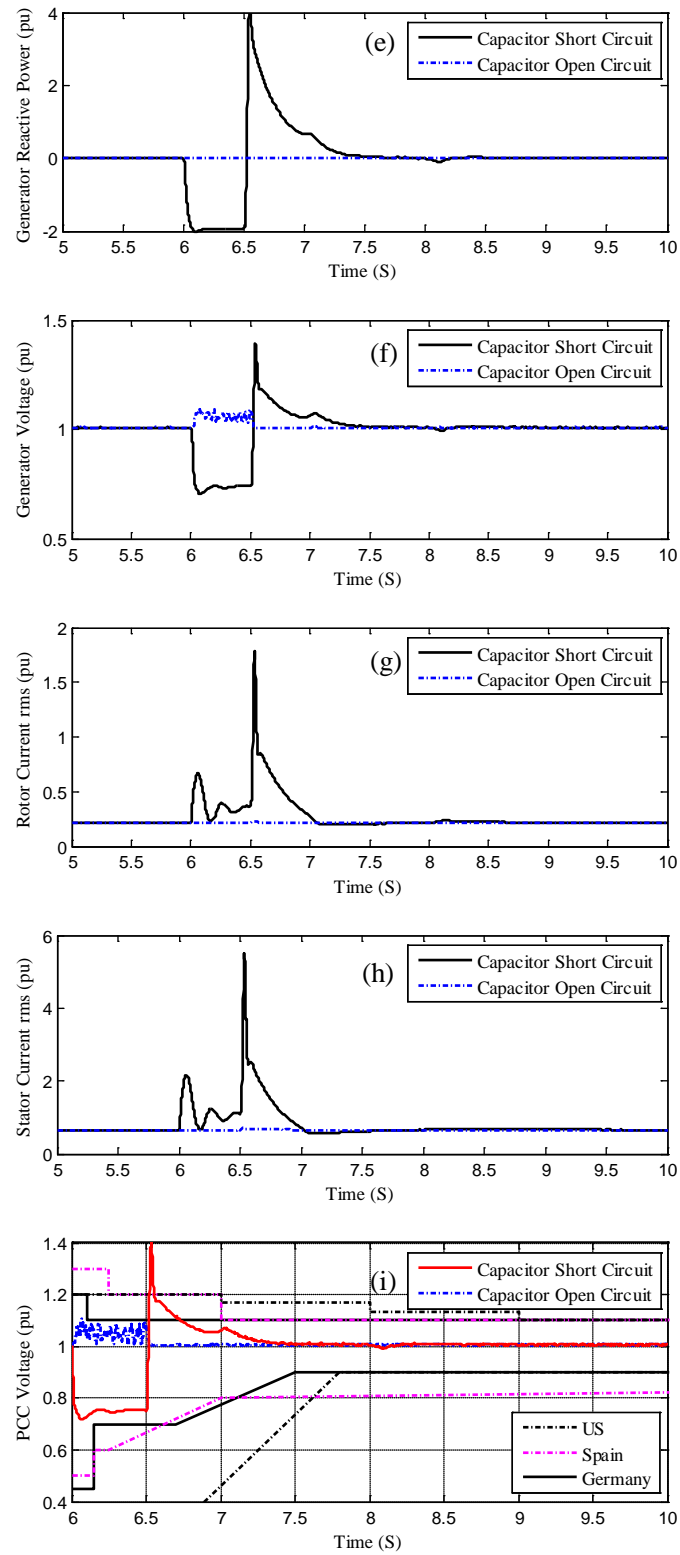 4
2
0
-2
Generator Reactive Power (pu)
(e)
Capacitor Short Circuit
Capacitor Open Circuit
5 5.5 6 6.5 7 7.5 8 8.5 9 9.5 10
Time (S)
1.5
1
0.5
Generator Voltage (pu)
(f)
Capacitor Short Circuit
Capacitor Open Circuit
5 5.5 6 6.5 7 7.5 8 8.5 9 9.5 10
Time (S)
2
1.5
1
0.5
0
Rotor Current rms (pu)
(g)
Capacitor Short Circuit
Capacitor Open Circuit
5 5.5 6 6.5 7 7.5 8 8.5 9 9.5 10
Time (S)
6
4
2
0
Stator Current rms (pu)
(h)
Capacitor Short Circuit
Capacitor Open Circuit
5 5.5 6 6.5 7 7.5 8 8.5 9 9.5 10
Time (S)
1.4
1.2
1
0.8
0.6
0.4
PCC Voltage (pu)
(i)
Capacitor Short Circuit
Capacitor Open Circuit
US
Spain
Germany
6 6.5 7 7.5 8 8.5 9 9.5 10
Time (S)